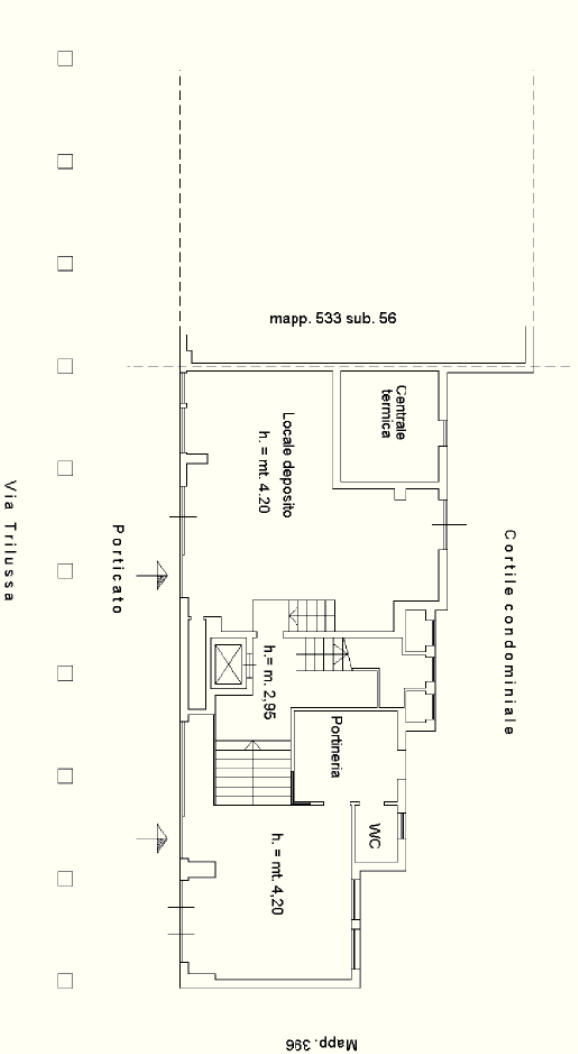 mapp. 533 sub. 56
Centrale
termica
Locale deposito
h. = mt. 4.20
Cortile condominiale
Via Trilussa
Porticato
h.= m. 2,95
Portineria
WC
h. = mt. 4,20
Mapp. 396